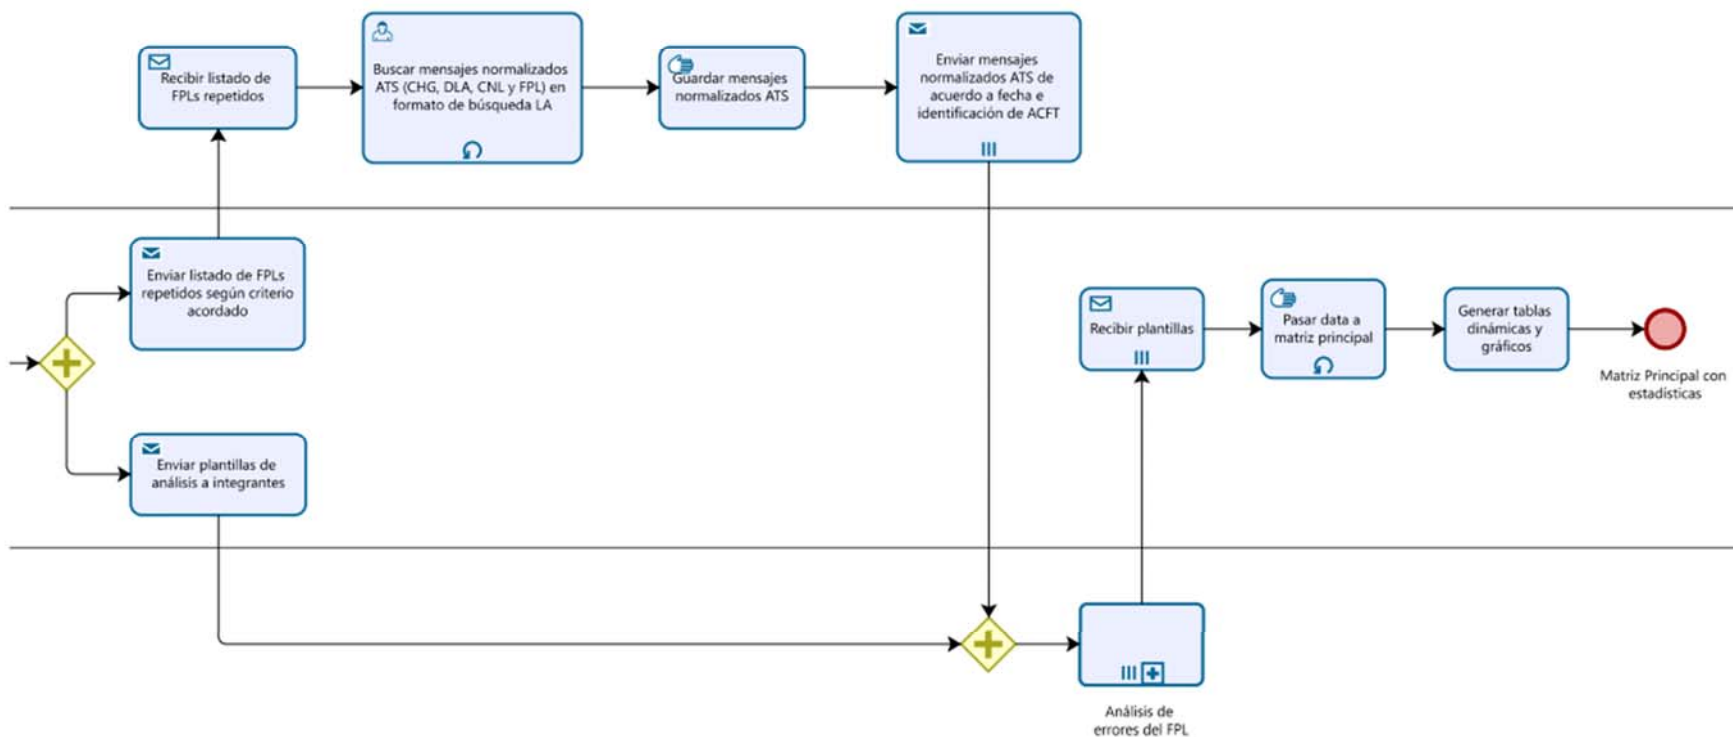 Recibir listado de
FPLs repetidos
Buscar mensajes normalizados
ATS (CHG, DLA, CNL y FPL) en
formato de búsqueda LA
Guardar mensajes
normalizados ATS
Enviar mensajes
normalizados ATS de
acuerdo a fecha e
identificación de ACFT
Enviar listado de FPLs
repetidos según criterio
acordado
Enviar plantillas de
análisis a integrantes
Recibir plantillas
Pasar data a
matriz principal
Generar tablas
dinámicas y
gráficos
Matriz Principal con
estadísticas
Análisis de
errores del FPL